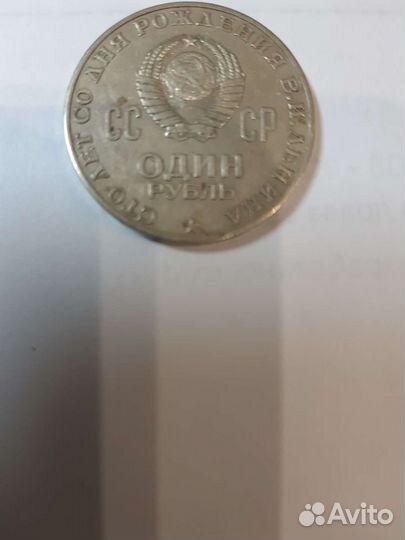 СТО ЛЕТ СО ДНЯ РОЖДЕНИЯ В.И.ЛЕНИНА
СС СР
ОДИН
РУБЛЬ
Avito